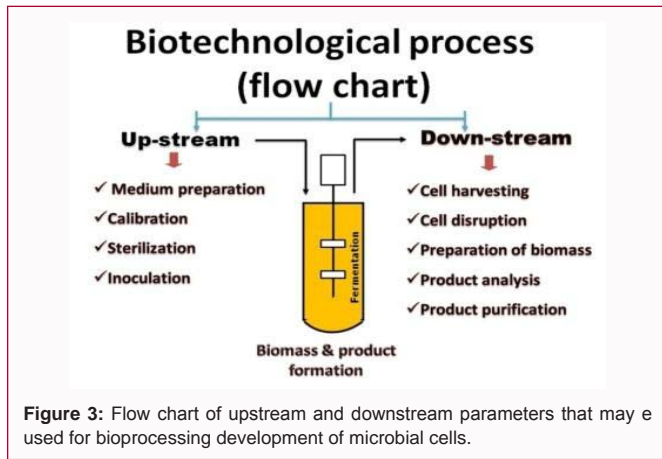 Biotechnological process
(flow chart)
Up-stream
✓ Medium preparation
✓ Calibration
✓ Sterilization
✓ Inoculation
Fermentation
Biomass & product
formation
Down-stream
✓ Cell harvesting
✓ Cell disruption
✓ Preparation of biomass
✓ Product analysis
✓ Product purification
Figure 3: Flow chart of upstream and downstream parameters that may e
used for bioprocessing development of microbial cells.